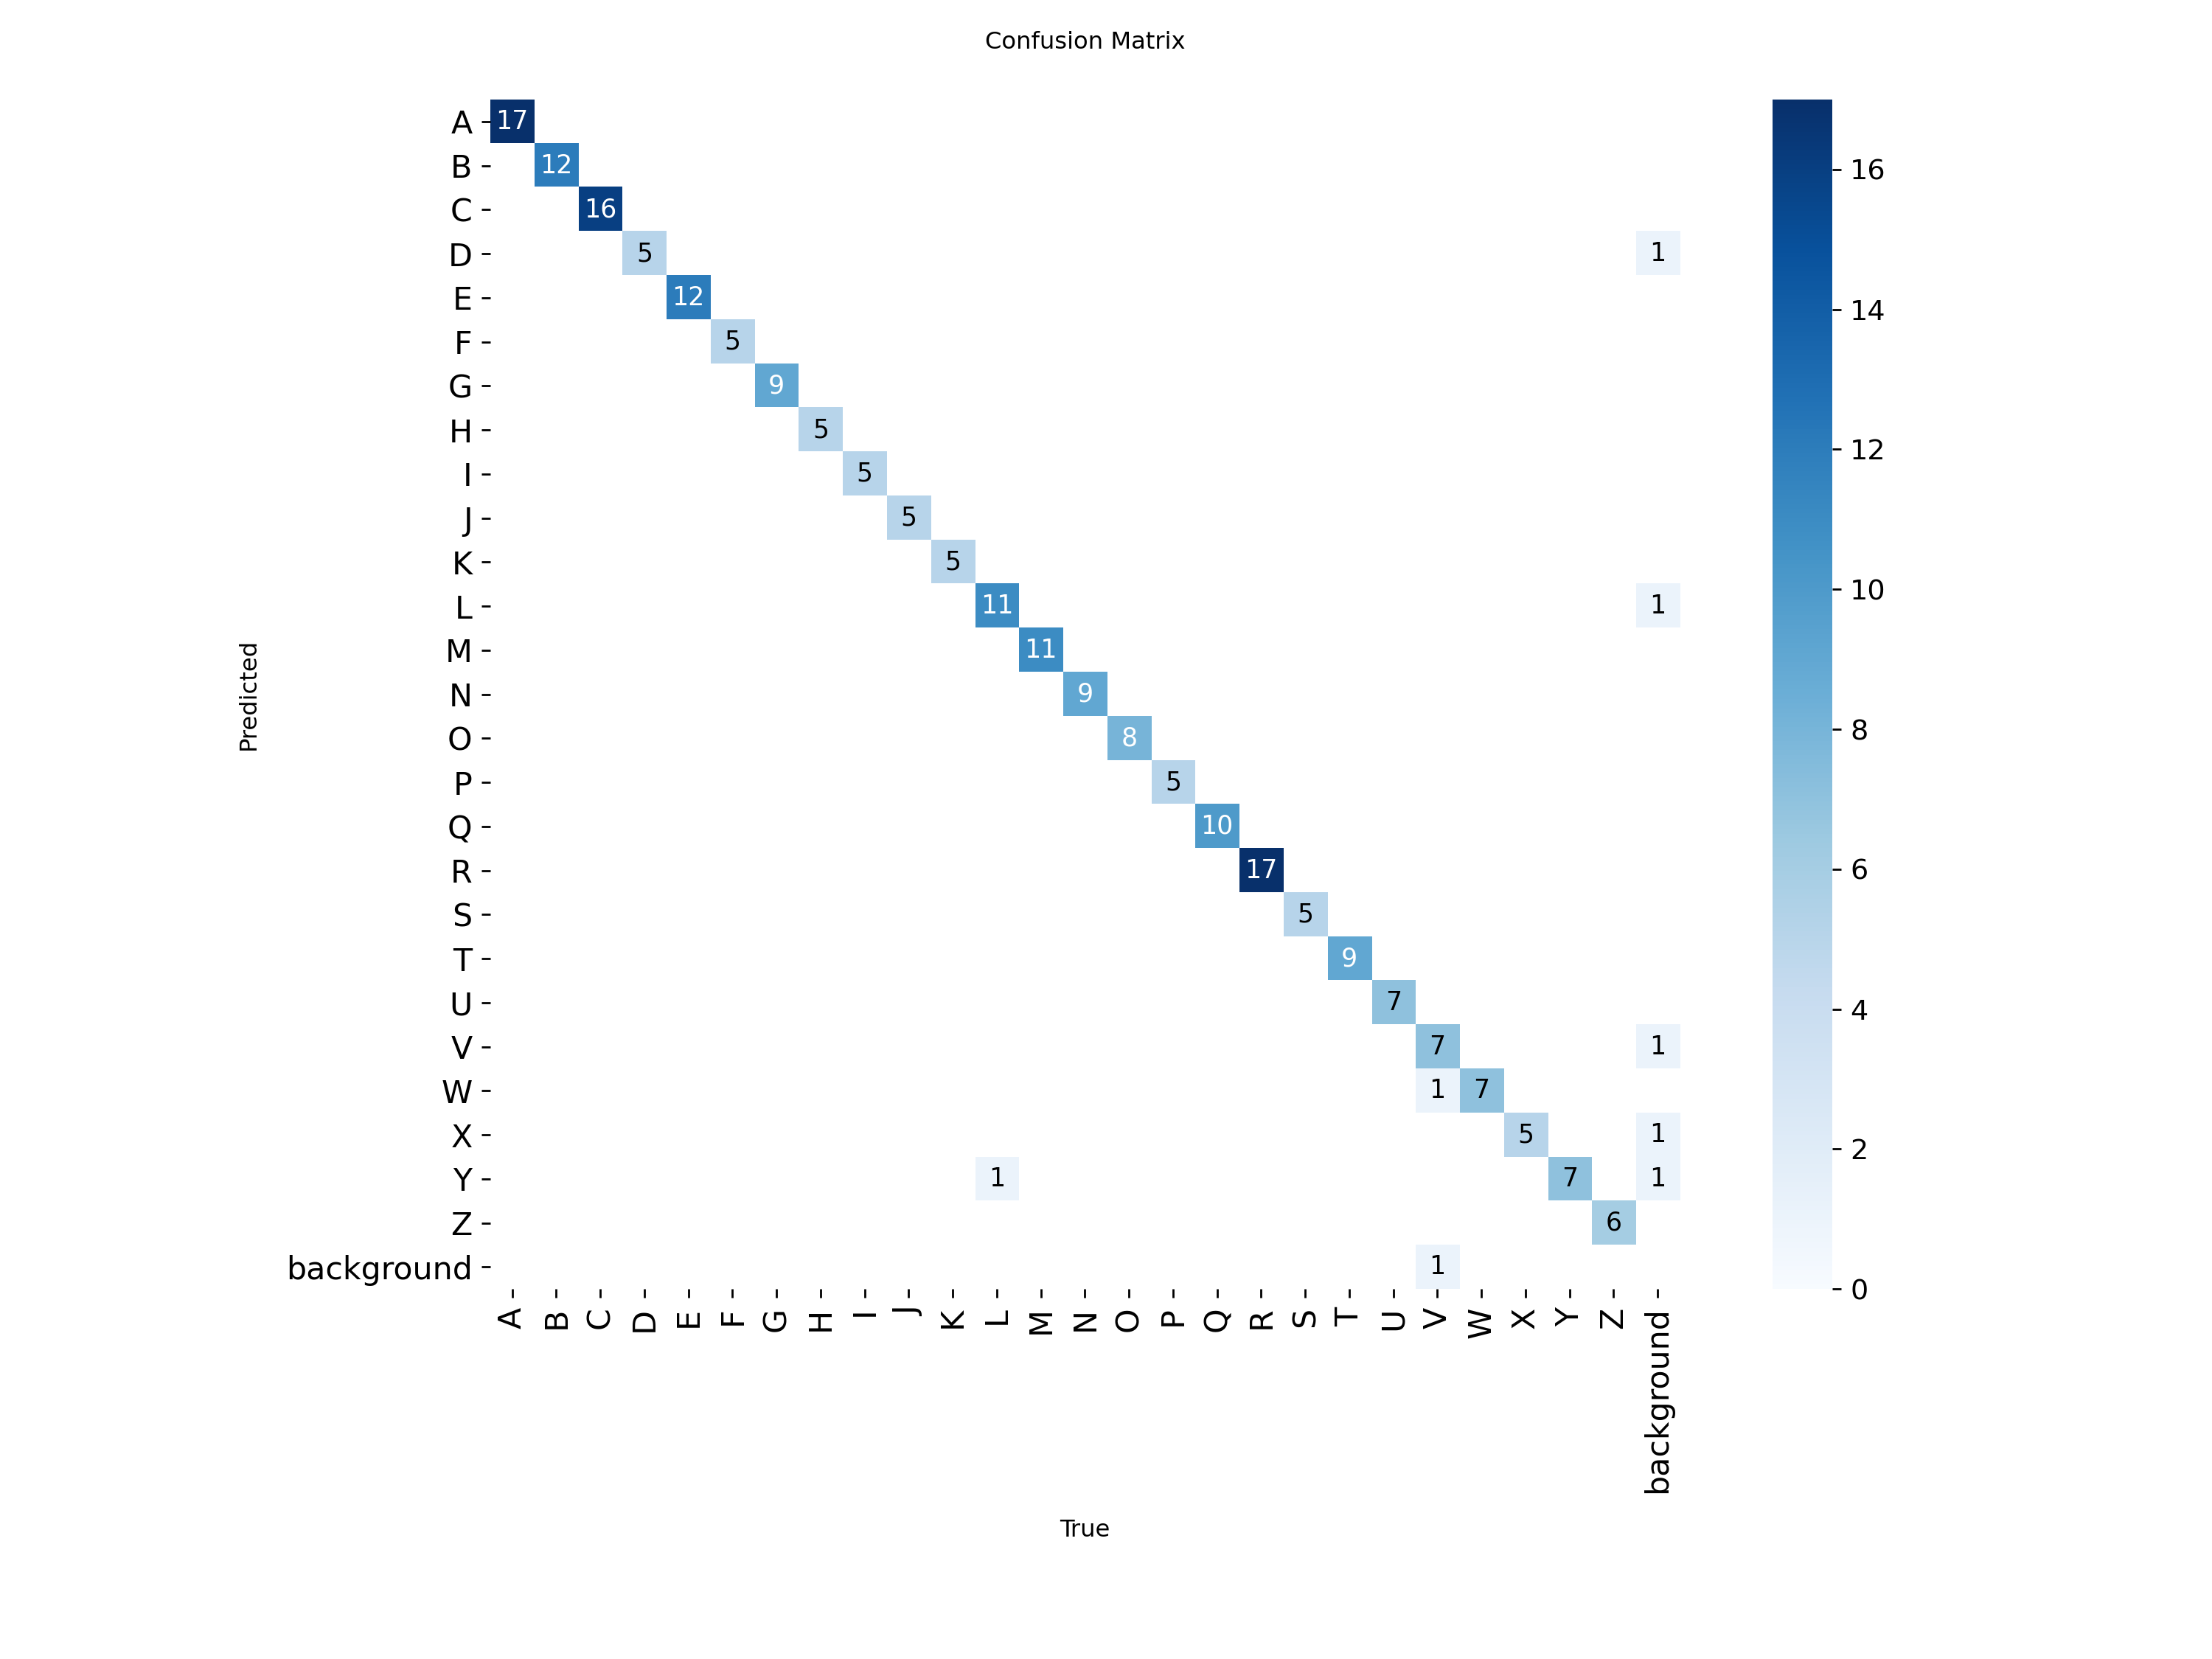 Confusion Matrix
A 17
B 12
C 16 16
D 5 1
E 12 12
F 5
G 9
H 5
I 5
J 5
K 5
L 11 1
M 11
N 9
O 8
P 5
Q 10
R 17
S 5
T 9
U 7
V 7 1
W 1 7
X 5 1
Y 1 7 1
Z 6
background 1
Predicted
A B C D E F G H I J K L M N O P Q R S T U V W X Y Z background
True
16
14
12
10
8
6
4
2
0